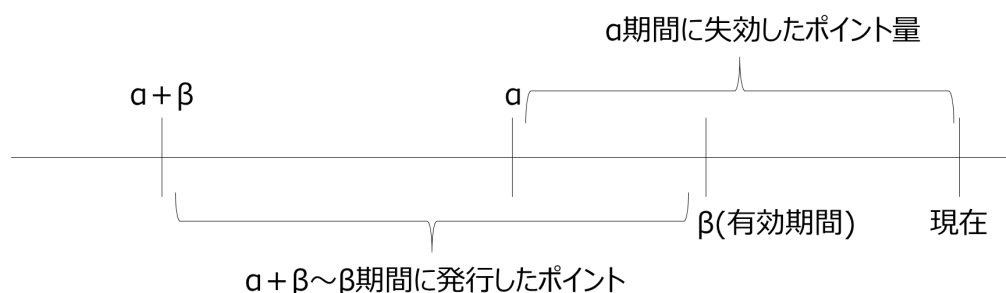 α期間に失効したポイント量
α＋β
α
β(有効期間)
現在
α＋β～β期間に発行したポイント